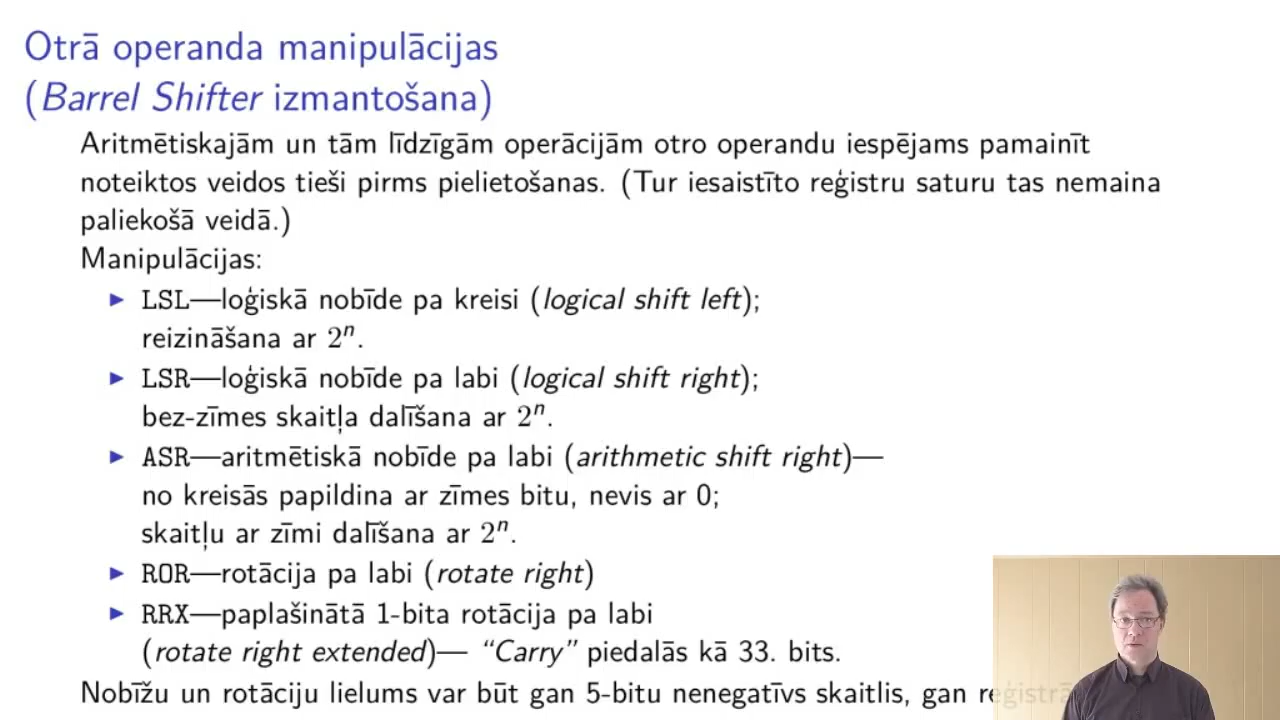 Otrā operanda manipulācijas
(Barrel Shifter izmantošana)
Aritmētiskajām un tām līdzīgām operācijām otro operandu iespējams pamainīt
noteiktos veidos tieši pirms pielietošanas. (Tur iesaistīto reģistru saturu tas nemaina
paliekošā veidā.)
Manipulācijas:
▶ LSL—loģiskā nobīde pa kreisi (logical shift left);
reizināšana ar 2ⁿ.
▶ LSR—loģiskā nobīde pa labi (logical shift right);
bez-zīmes skaitļa dalīšana ar 2ⁿ.
▶ ASR—aritmētiskā nobīde pa labi (arithmetic shift right)—
no kreisās papildina ar zīmes bitu, nevis ar 0;
skaitļu ar zīmi dalīšana ar 2ⁿ.
▶ ROR—rotācija pa labi (rotate right)
▶ RRX—paplašinātā 1-bita rotācija pa labi
(rotate right extended)— “Carry” piedalās kā 33. bits.
Nobīžu un rotāciju lielums var būt gan 5-bitu nenegatīvs skaitlis, gan